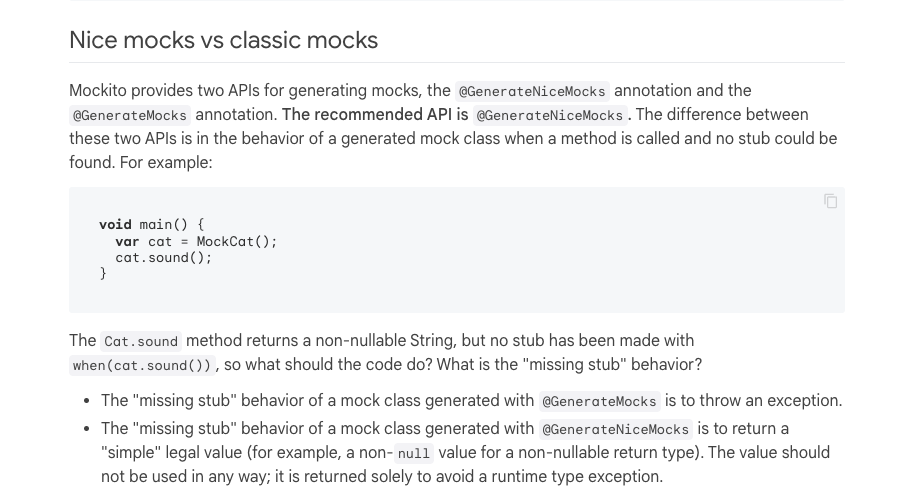 Nice mocks vs classic mocks
Mockito provides two APIs for generating mocks, the @GenerateNiceMocks annotation and the
@GenerateMocks annotation. The recommended API is @GenerateNiceMocks. The difference between
these two APIs is in the behavior of a generated mock class when a method is called and no stub could be
found. For example:
void main() {
  var cat = MockCat();
  cat.sound();
}
The Cat.sound method returns a non-nullable String, but no stub has been made with
when(cat.sound()), so what should the code do? What is the "missing stub" behavior?
• The "missing stub" behavior of a mock class generated with @GenerateMocks is to throw an exception.
• The "missing stub" behavior of a mock class generated with @GenerateNiceMocks is to return a
"simple" legal value (for example, a non-null value for a non-nullable return type). The value should
not be used in any way; it is returned solely to avoid a runtime type exception.